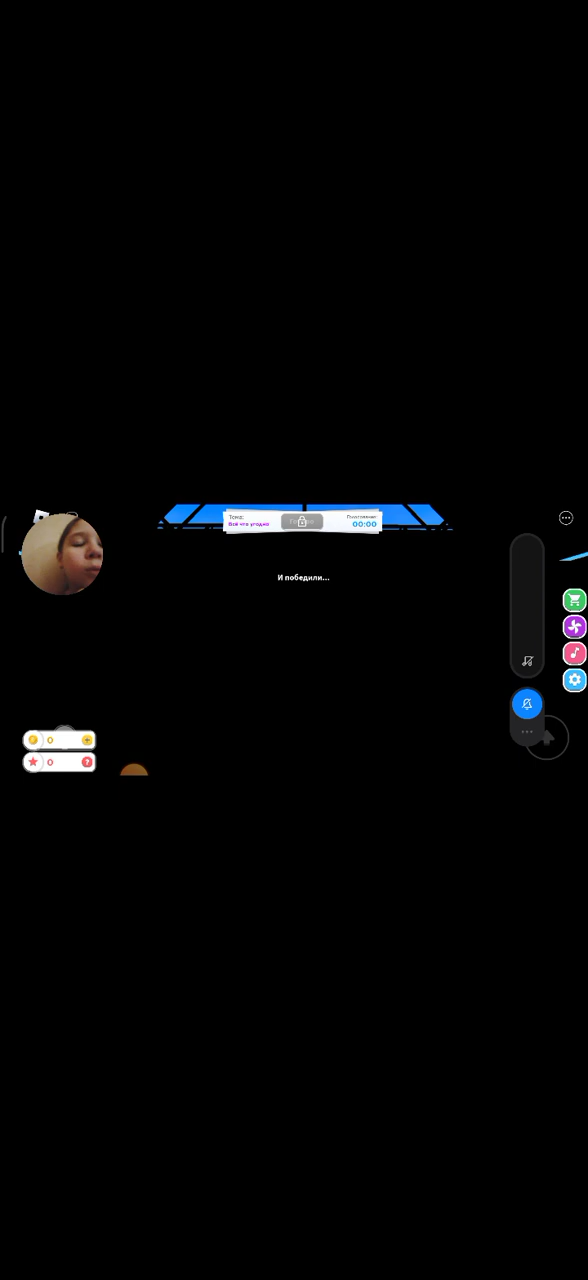 Тема:
Всё что угодно
Голосование
00:00
И победили...
0
0